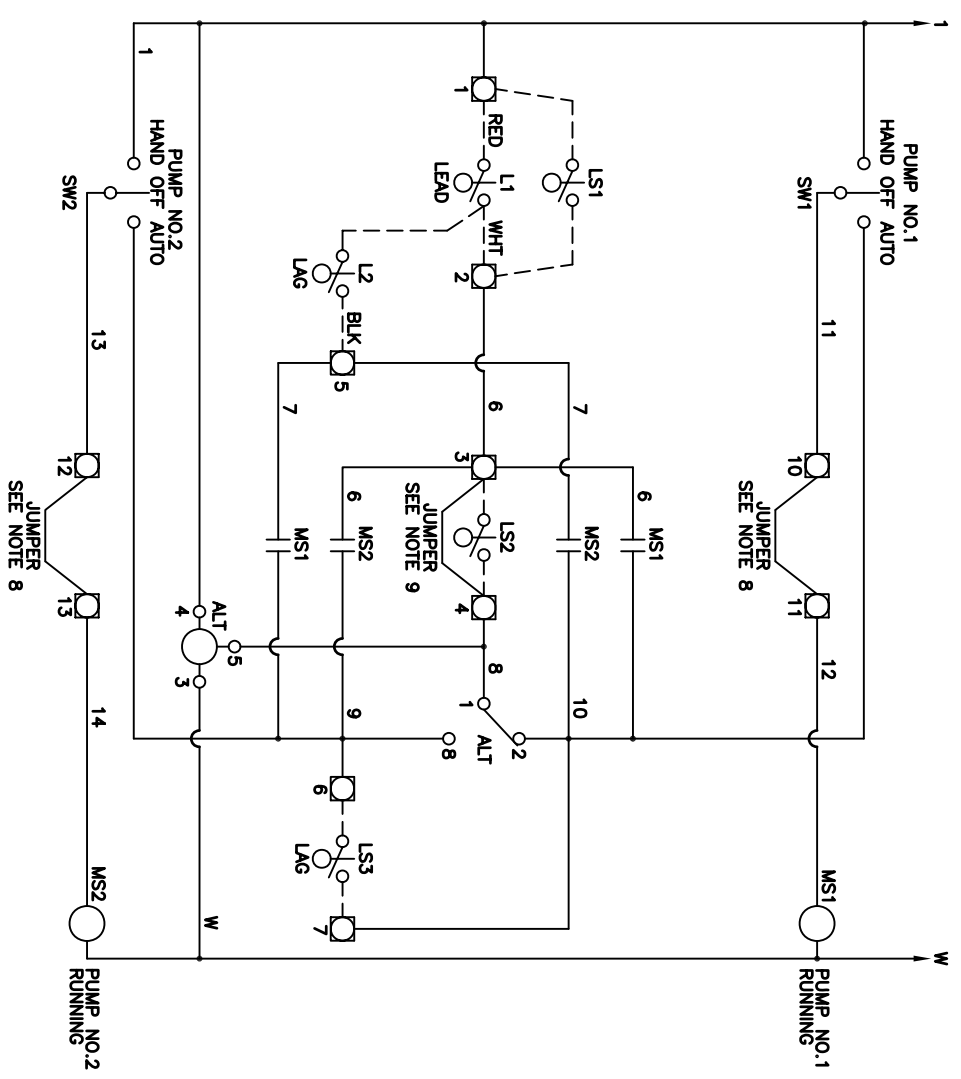 1
W
PUMP NO.1
HAND OFF AUTO
SW1
11
10
JUMPER
SEE NOTE 8
11
12
MS1
PUMP NO.1
RUNNING
6
MS1
7
MS2
10
LS1
1
RED
L1
LEAD
WHT
2
6
3
LS2
JUMPER
SEE NOTE 9
4
8
1
2
ALT
8
L2
LAG
BLK
5
6
MS2
9
6
LS3
LAG
7
7
MS1
ALT
4
5
3
W
1
PUMP NO.2
HAND OFF AUTO
SW2
13
12
JUMPER
SEE NOTE 8
13
14
MS2
PUMP NO.2
RUNNING